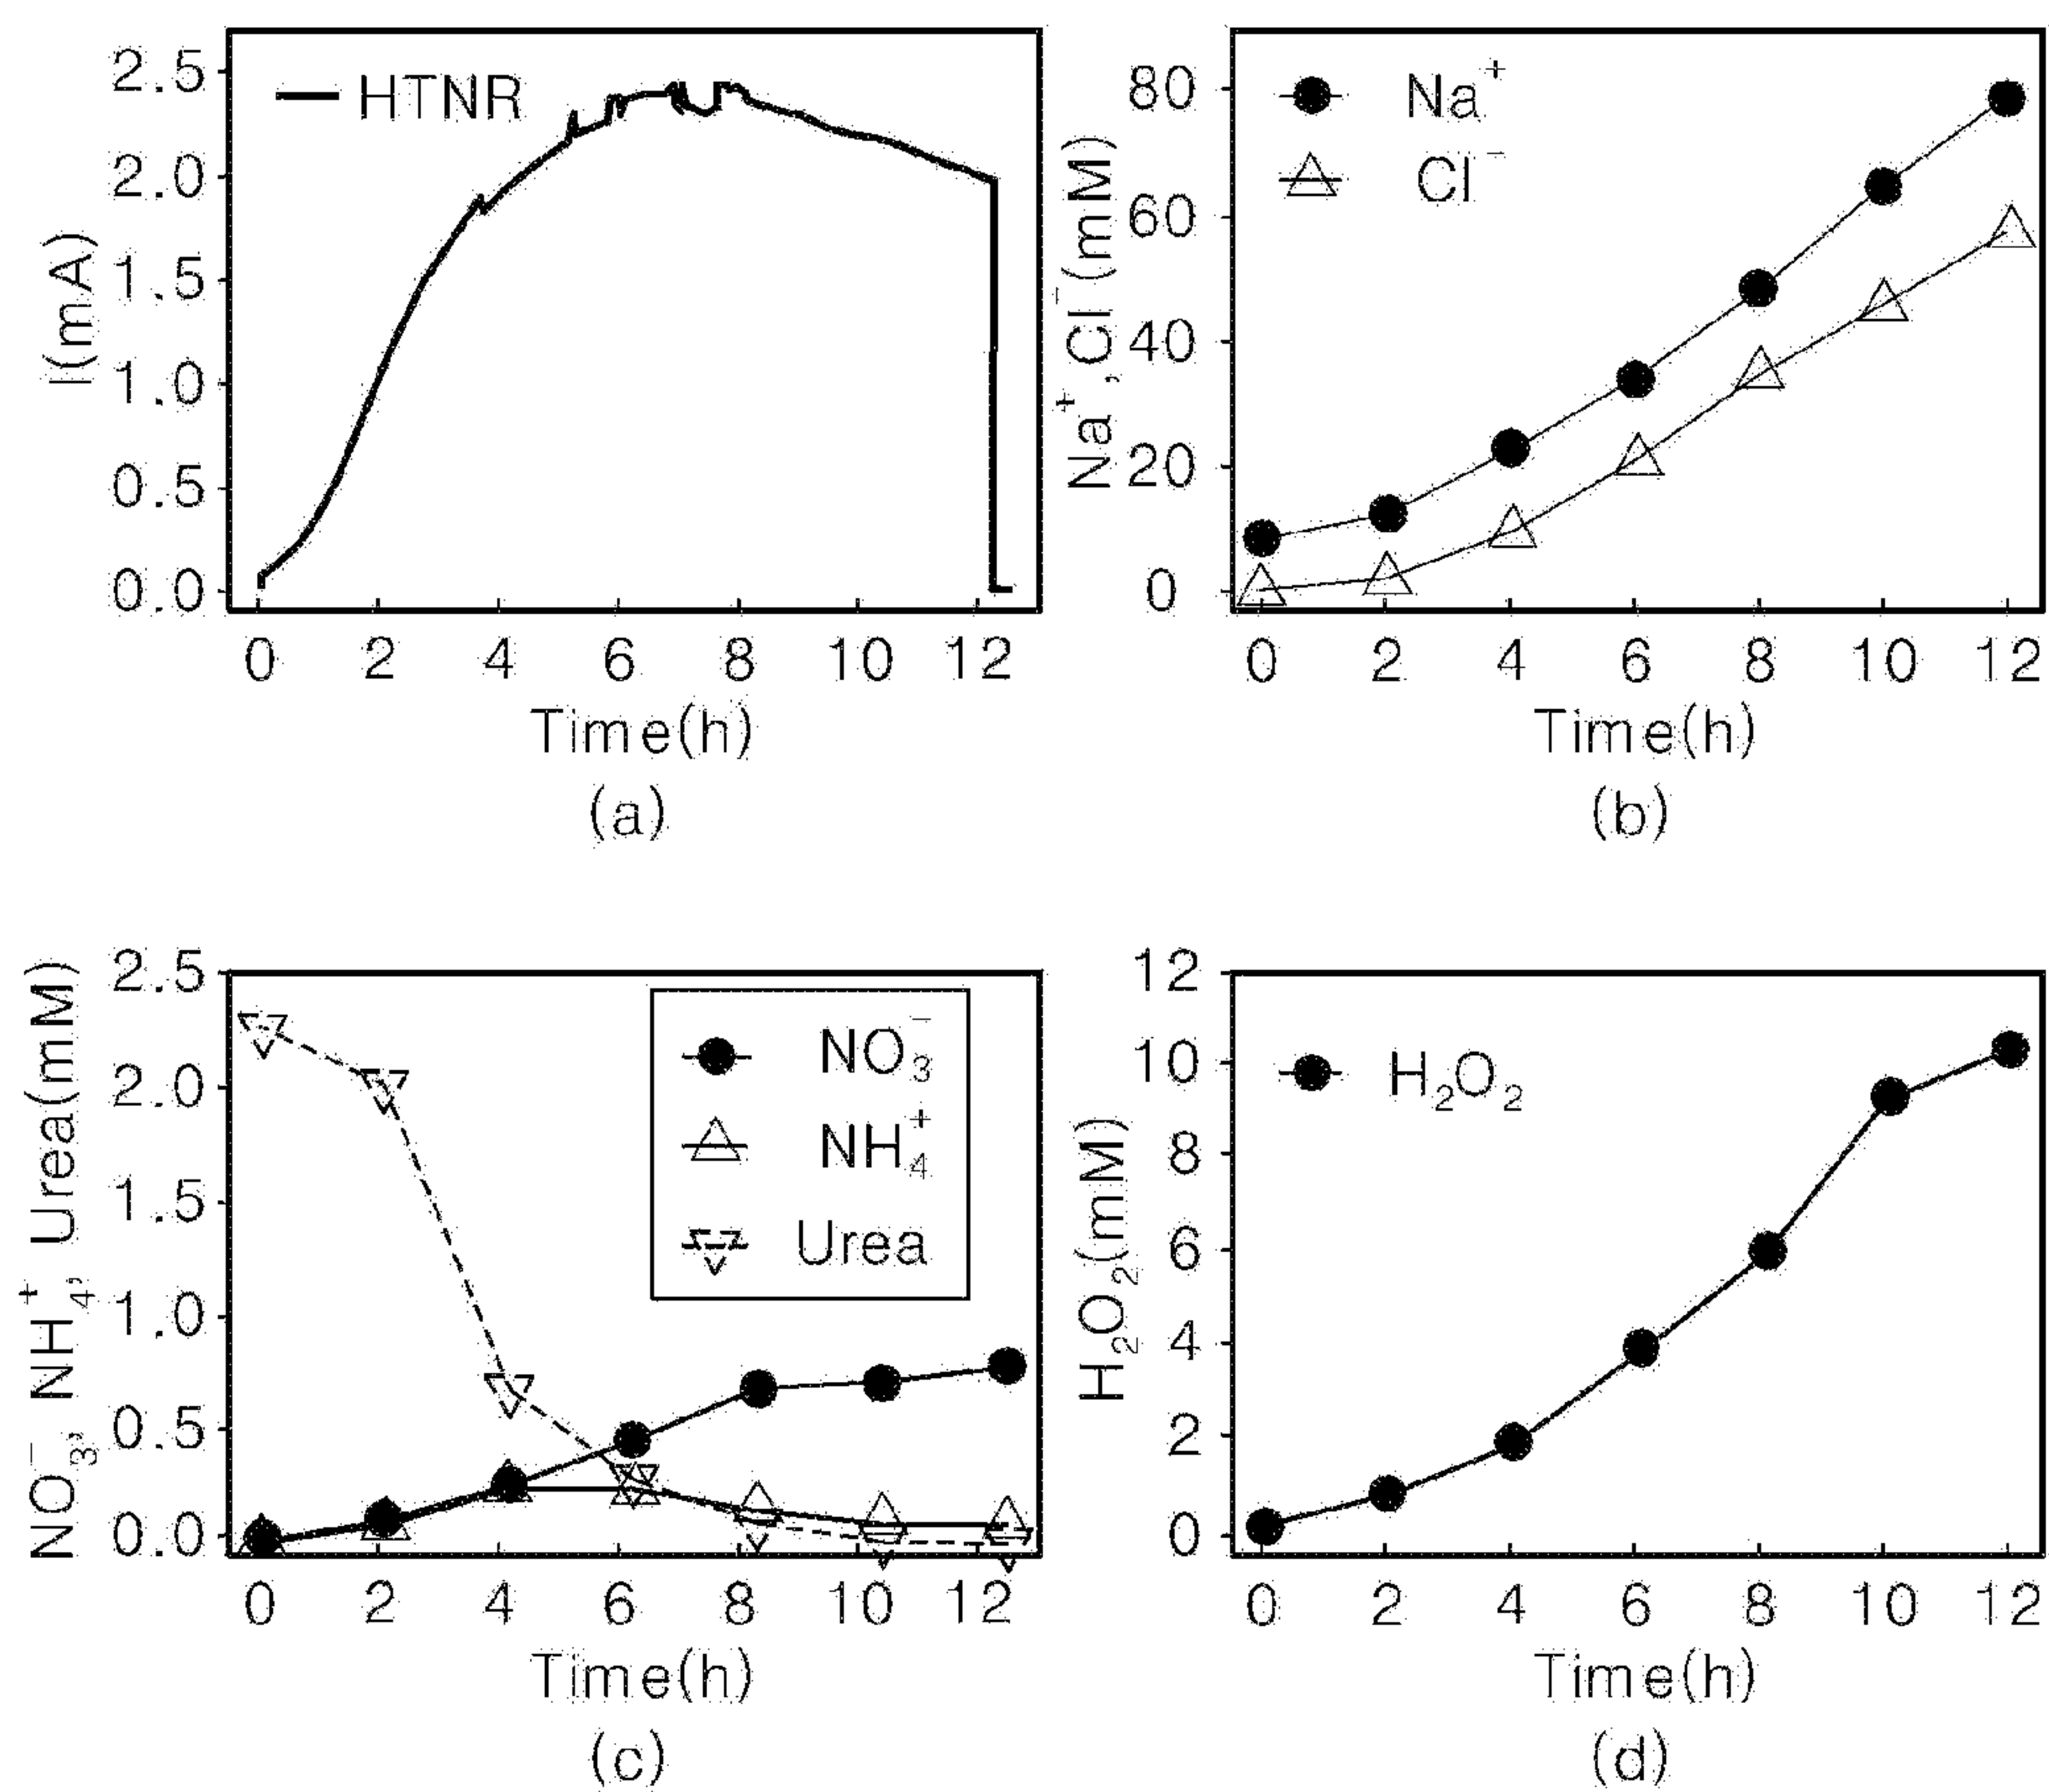 I(mA)
2.5
2.0
1.5
1.0
0.5
0.0
HTNR
0 2 4 6 8 10 12
Time(h)
(a)
Na⁺,Cl⁻(mM)
80
60
40
20
0
Na⁺
Cl⁻
0 2 4 6 8 10 12
Time(h)
(b)
NO₃⁻, NH₄⁺, Urea(mM)
2.5
2.0
1.5
1.0
0.5
0.0
NO₃⁻
NH₄⁺
Urea
0 2 4 6 8 10 12
Time(h)
(c)
H₂O₂(mM)
12
10
8
6
4
2
0
H₂O₂
0 2 4 6 8 10 12
Time(h)
(d)